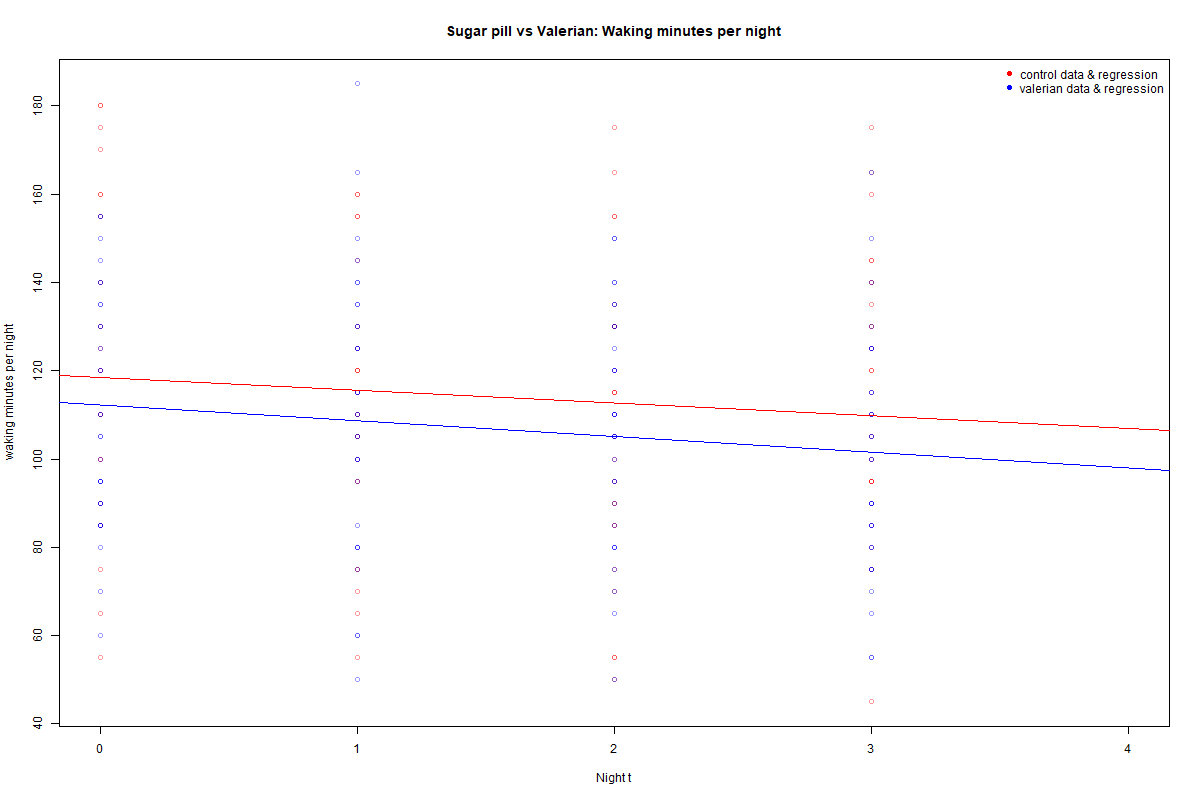 Sugar pill vs Valerian: Waking minutes per night
control data & regression
valerian data & regression
waking minutes per night
180
160
140
120
100
80
60
40
0 1 2 3 4
Night t